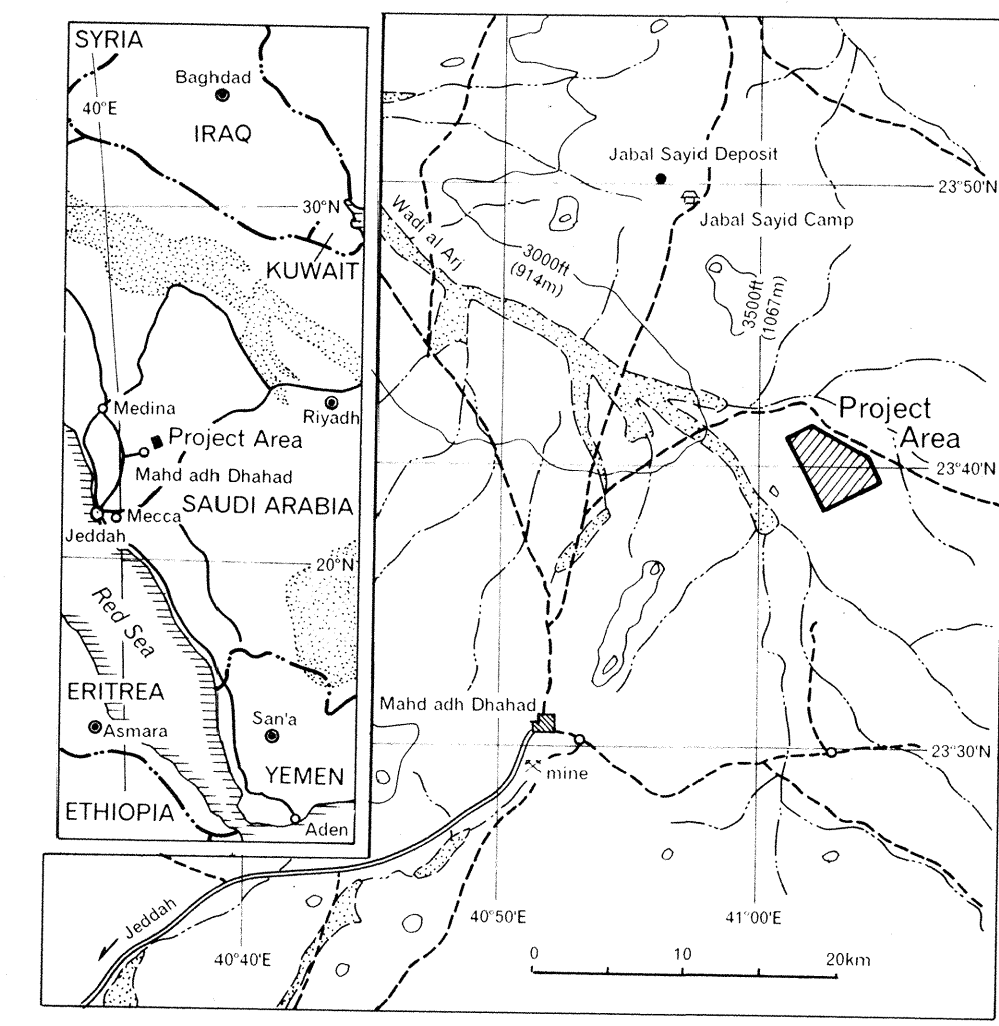 SYRIA
40°E
Baghdad
IRAQ
30°N
KUWAIT
Medina
Riyadh
Project Area
Mahd adh Dhahad
SAUDI ARABIA
Mecca
Jeddah
20°N
Red Sea
ERITREA
Asmara
San'a
YEMEN
ETHIOPIA
Aden
Jabal Sayid Deposit
23°50'N
Jabal Sayid Camp
Wadi al Arj
3000ft
(914m)
3500ft
(1067m)
Project
Area
23°40'N
Mahd adh Dhahad
23°30'N
mine
Jeddah
40°50'E
41°00'E
40°40'E
0 10 20km